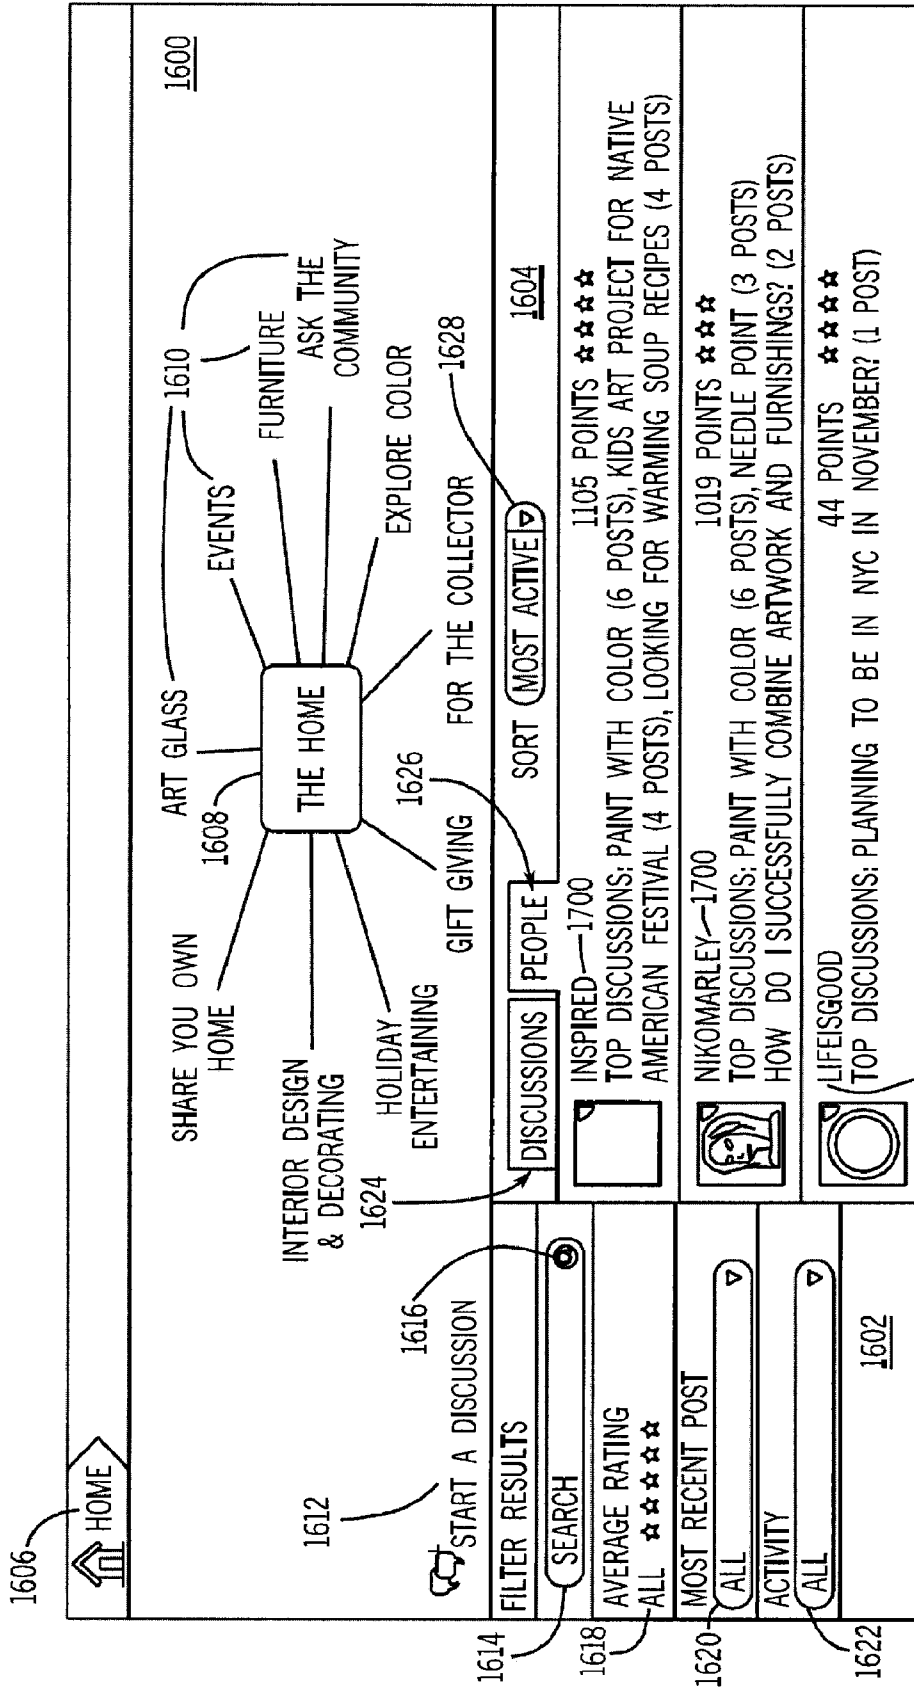 1606
HOME
1600
SHARE YOU OWN
HOME
ART GLASS
1610
EVENTS
FURNITURE
ASK THE
COMMUNITY
EXPLORE COLOR
1608
THE HOME
INTERIOR DESIGN
& DECORATING
HOLIDAY
ENTERTAINING
GIFT GIVING
FOR THE COLLECTOR
1612
START A DISCUSSION
1616
1624
1626
1628
FILTER RESULTS
1614
SEARCH
AVERAGE RATING
1618
ALL
MOST RECENT POST
1620
ALL
ACTIVITY
1622
ALL
1602
DISCUSSIONS
PEOPLE
SORT
MOST ACTIVE
1604
INSPIRED 1700
1105 POINTS
TOP DISCUSSIONS: PAINT WITH COLOR (6 POSTS), KIDS ART PROJECT FOR NATIVE
AMERICAN FESTIVAL (4 POSTS), LOOKING FOR WARMING SOUP RECIPES (4 POSTS)
NIKOMARLEY 1700
1019 POINTS
TOP DISCUSSIONS: PAINT WITH COLOR (6 POSTS), NEEDLE POINT (3 POSTS)
HOW DO I SUCCESSFULLY COMBINE ARTWORK AND FURNISHINGS? (2 POSTS)
LIFEISGOOD
44 POINTS
TOP DISCUSSIONS: PLANNING TO BE IN NYC IN NOVEMBER? (1 POST)